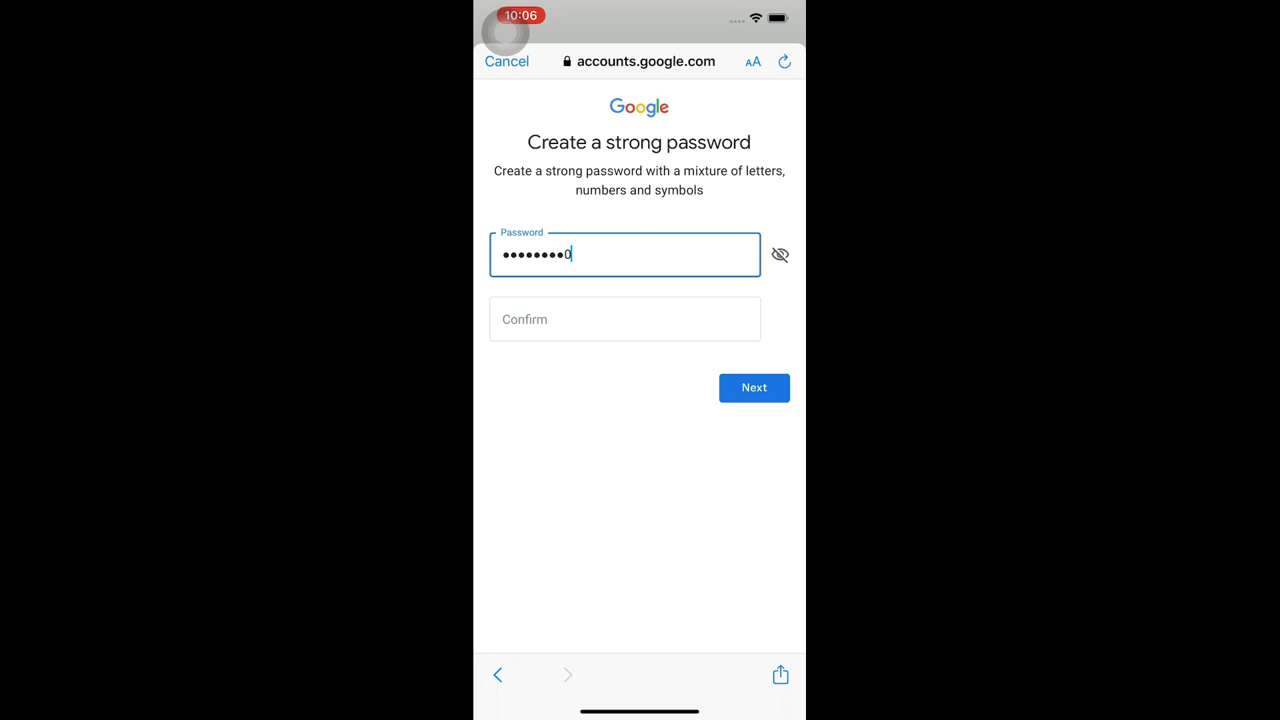 10:06
Cancel
accounts.google.com
AA
Google
Create a strong password
Create a strong password with a mixture of letters,
numbers and symbols
Password
••••••••0
Confirm
Next